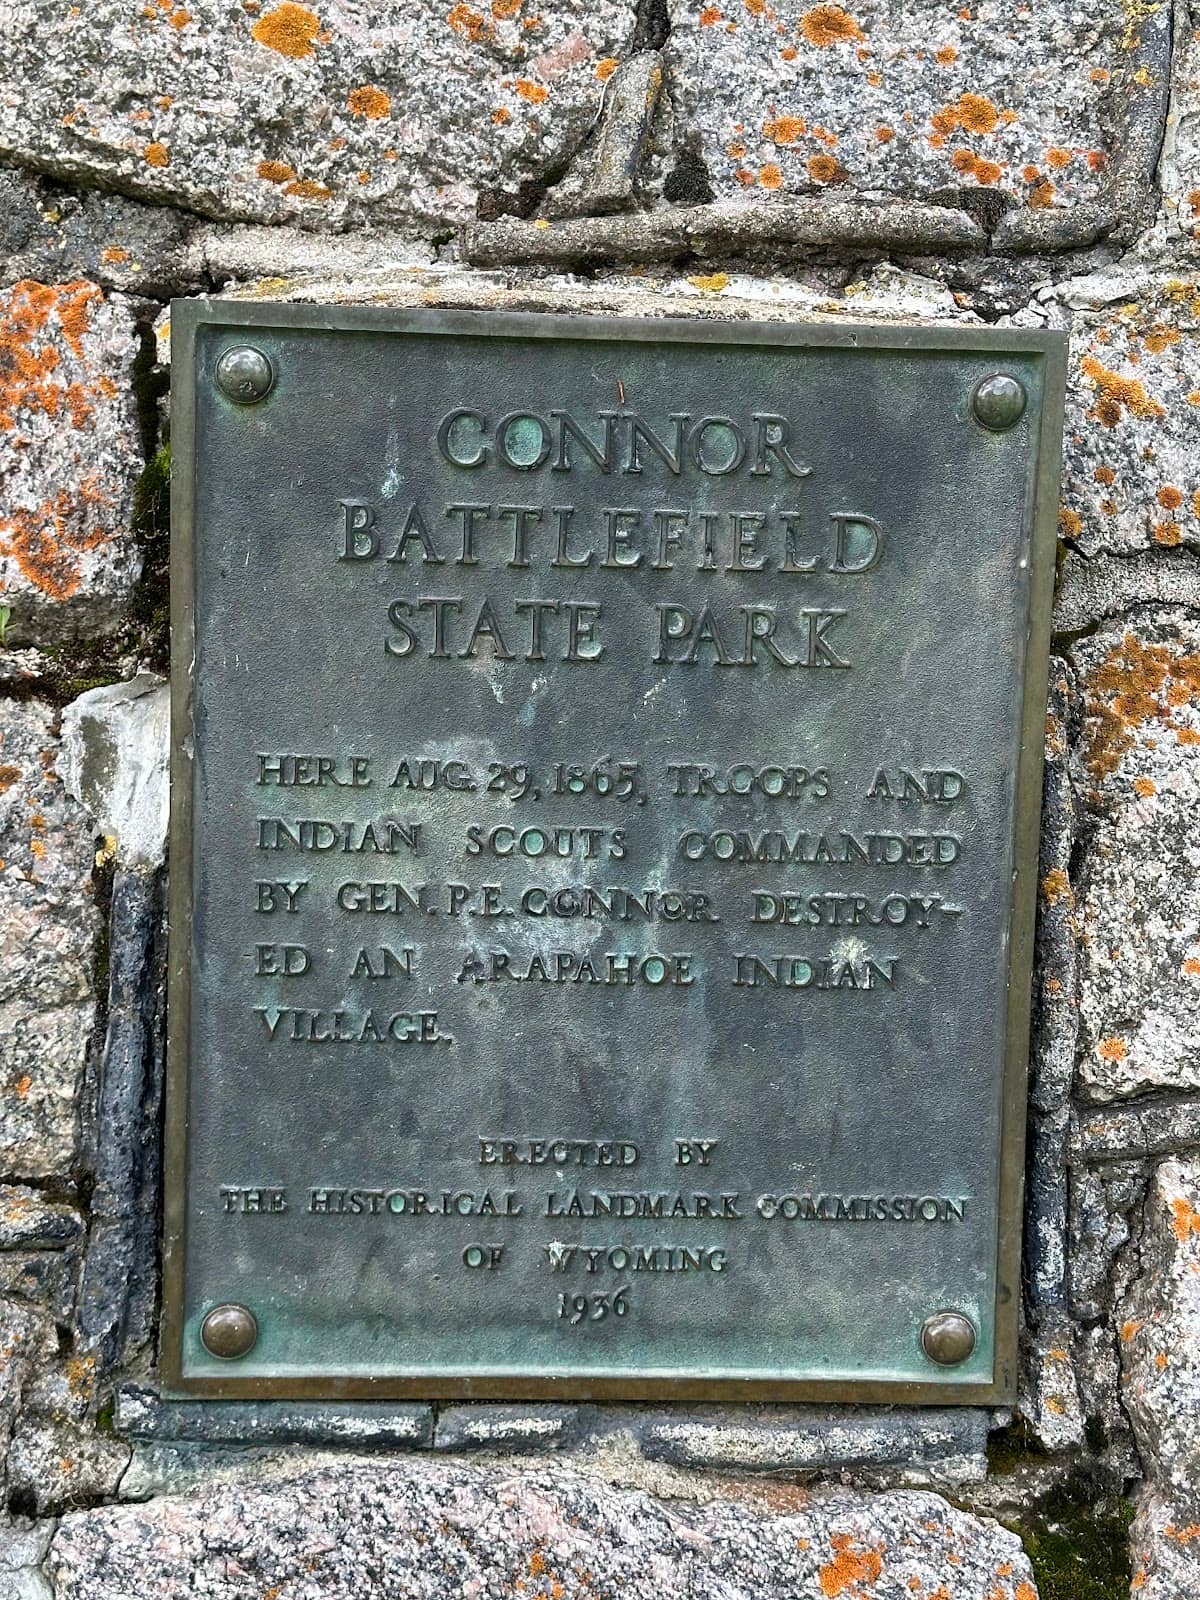 CONNOR
BATTLEFIELD
STATE PARK
HERE AUG. 29, 1865, TROOPS AND
INDIAN SCOUTS COMMANDED
BY GEN. P. E. CONNOR DESTROY-
ED AN ARAPAHOE INDIAN
VILLAGE.
ERECTED BY
THE HISTORICAL LANDMARK COMMISSION
OF WYOMING
1936